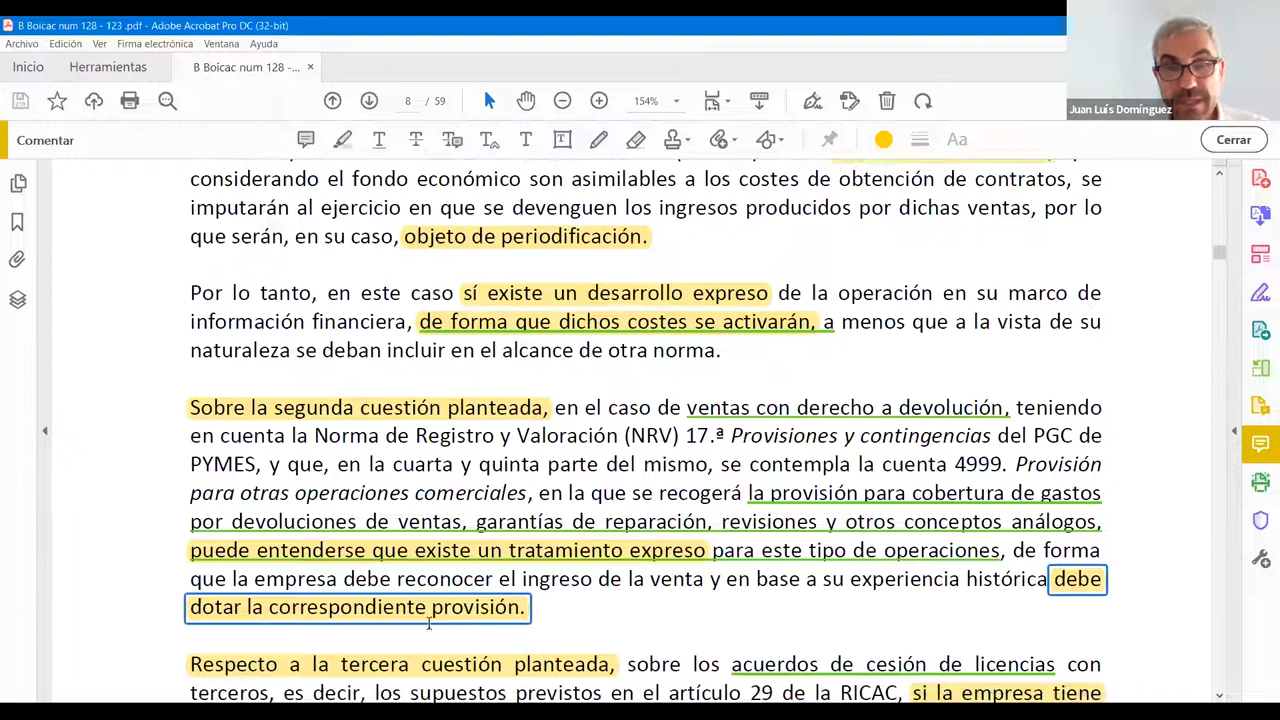 B Boicac num 128 - 123 .pdf - Adobe Acrobat Pro DC (32-bit)
Archivo Edición Ver Firma electrónica Ventana Ayuda
Inicio Herramientas B Boicac num 128 -... ×
8 / 59 154%
Juan Luís Domínguez
Comentar Aa Cerrar
considerando el fondo económico son asimilables a los costes de obtención de contratos, se
imputarán al ejercicio en que se devenguen los ingresos producidos por dichas ventas, por lo
que serán, en su caso, objeto de periodificación.
Por lo tanto, en este caso sí existe un desarrollo expreso de la operación en su marco de
información financiera, de forma que dichos costes se activarán, a menos que a la vista de su
naturaleza se deban incluir en el alcance de otra norma.
Sobre la segunda cuestión planteada, en el caso de ventas con derecho a devolución, teniendo
en cuenta la Norma de Registro y Valoración (NRV) 17.ª Provisiones y contingencias del PGC de
PYMES, y que, en la cuarta y quinta parte del mismo, se contempla la cuenta 4999. Provisión
para otras operaciones comerciales, en la que se recogerá la provisión para cobertura de gastos
por devoluciones de ventas, garantías de reparación, revisiones y otros conceptos análogos,
puede entenderse que existe un tratamiento expreso para este tipo de operaciones, de forma
que la empresa debe reconocer el ingreso de la venta y en base a su experiencia histórica debe
dotar la correspondiente provisión.
Respecto a la tercera cuestión planteada, sobre los acuerdos de cesión de licencias con
terceros, es decir, los supuestos previstos en el artículo 29 de la RICAC, si la empresa tiene